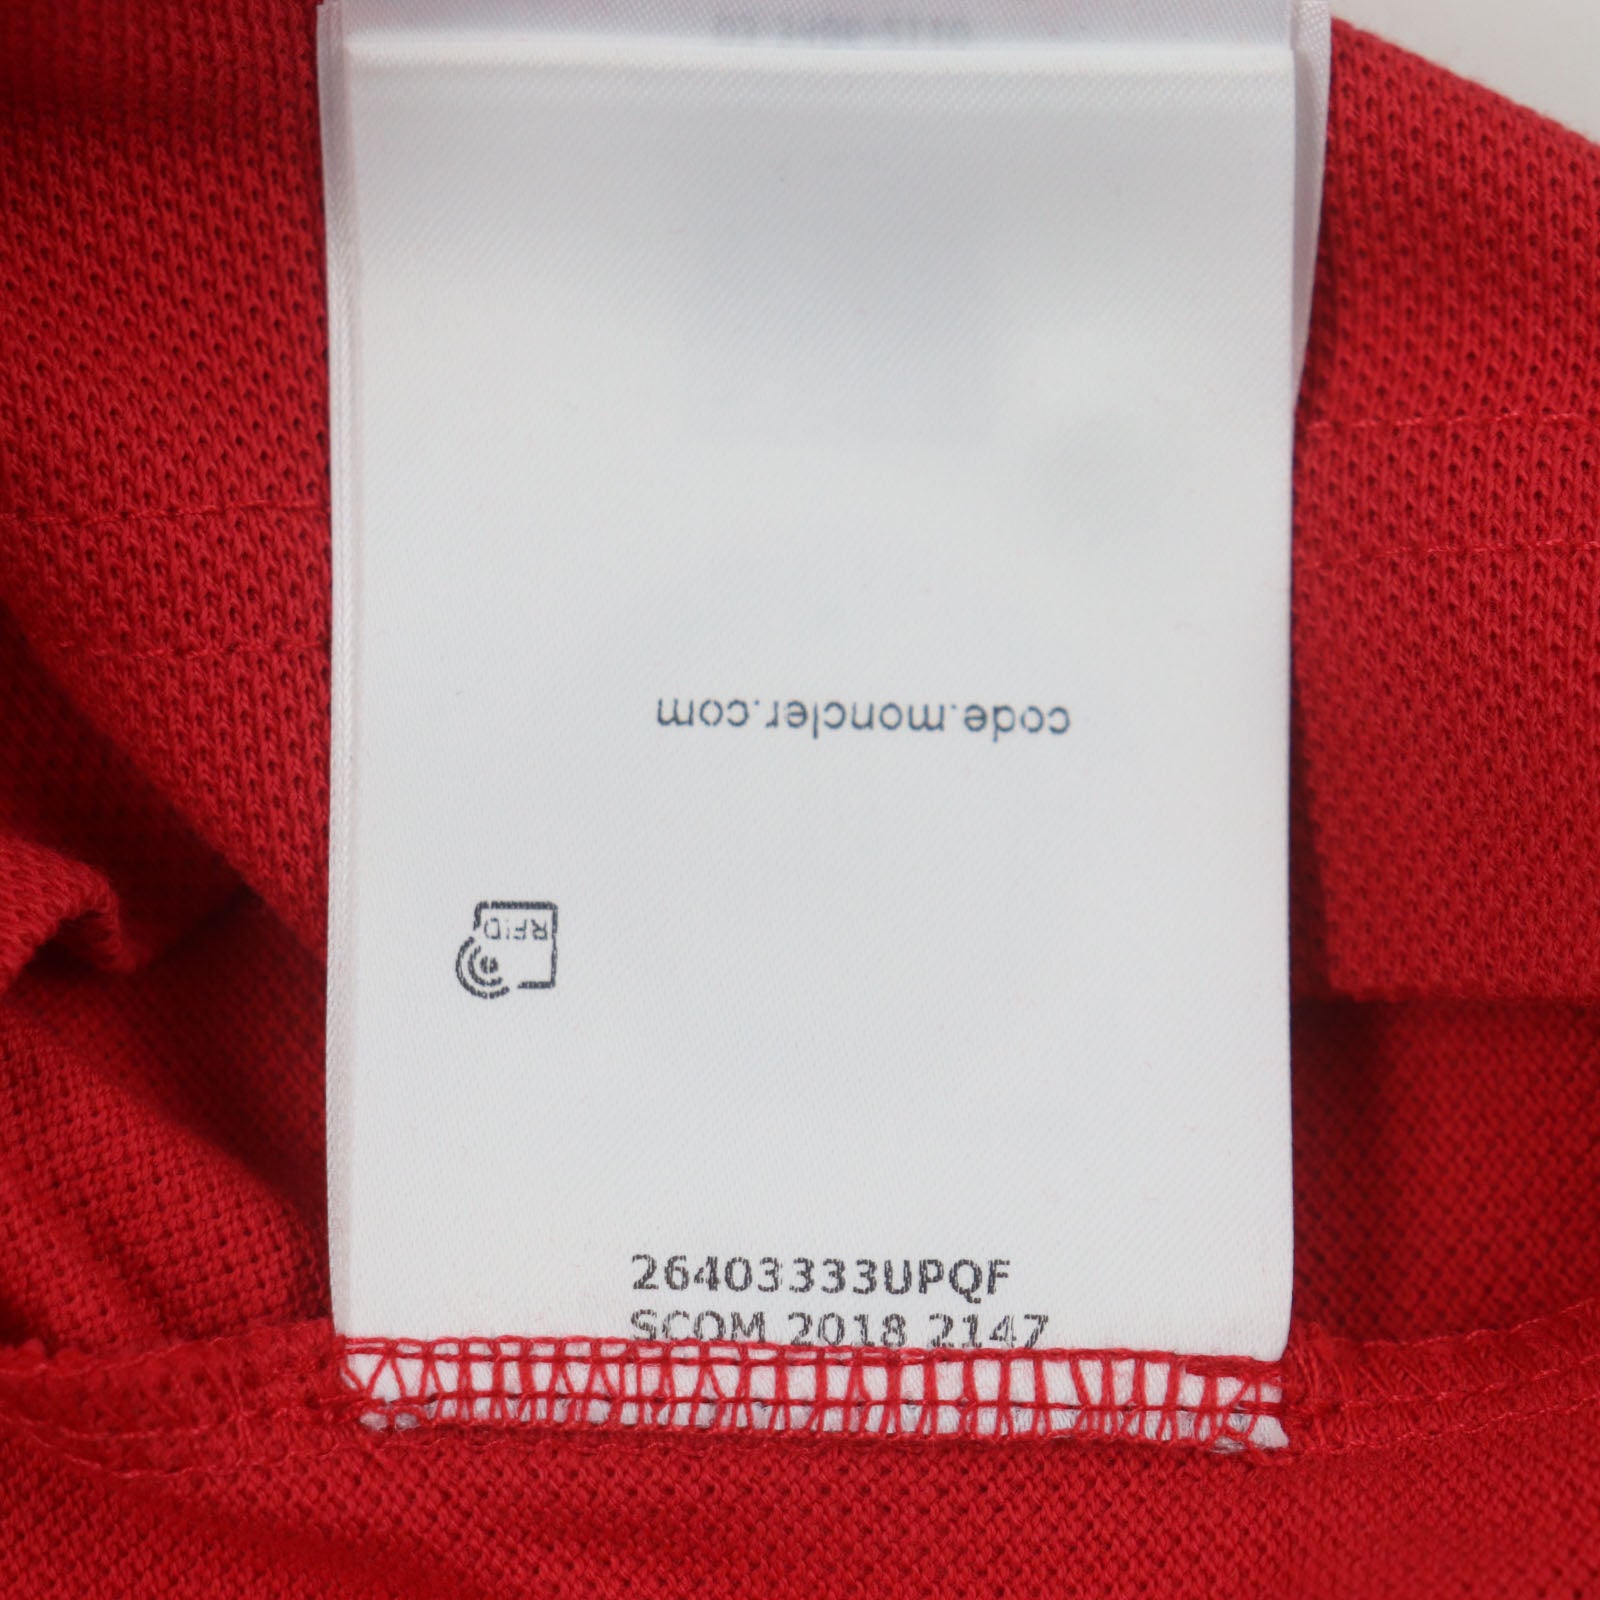 code.moncler.com
RFID
26403333UPQF
SCOM 2018 2147